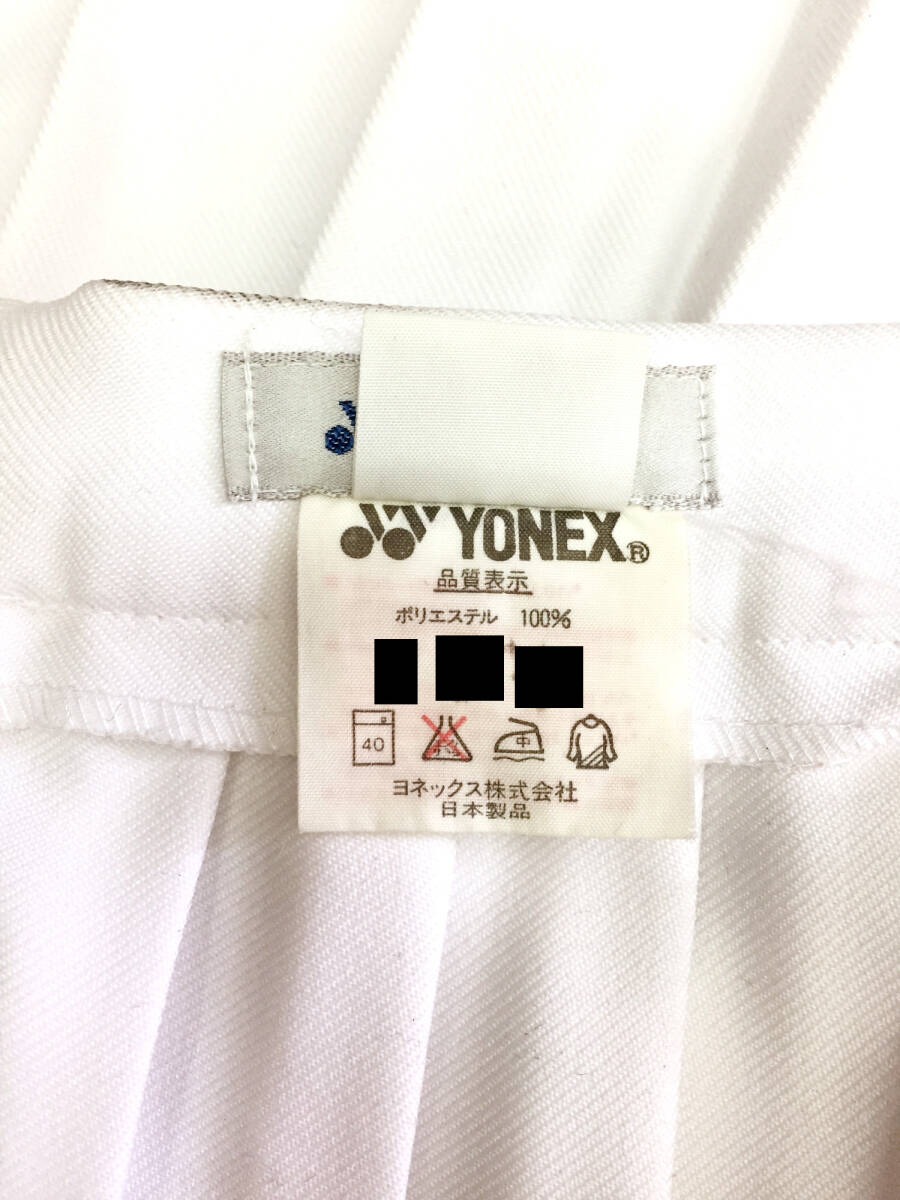 YONEX®
品質表示
ポリエステル 100%
40
中
ヨネックス株式会社
日本製品